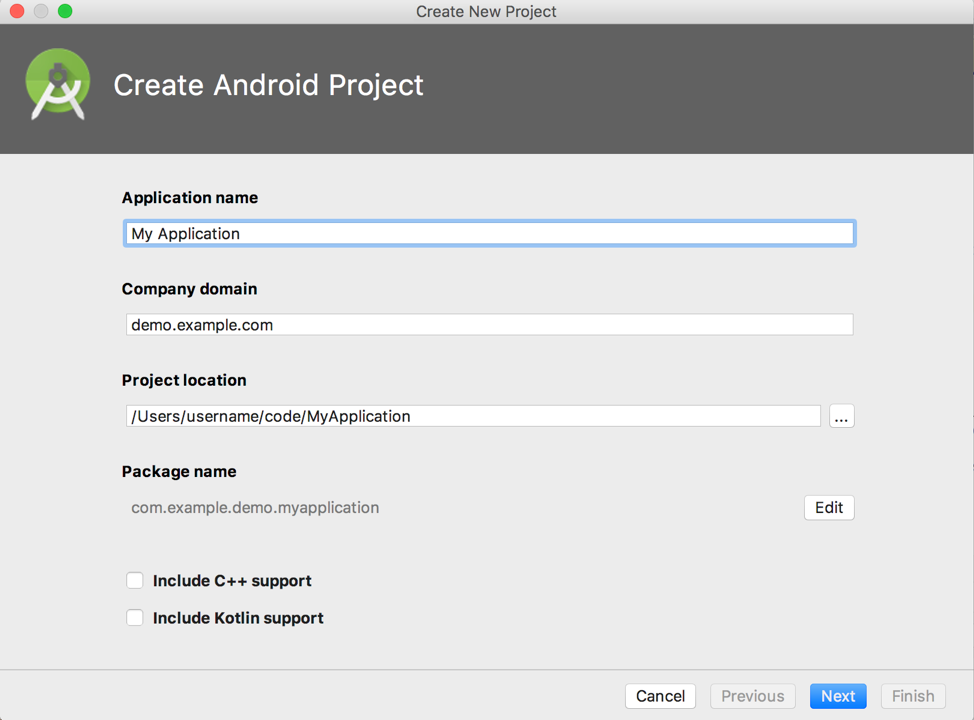 Create New Project
Create Android Project
Application name
My Application
Company domain
demo.example.com
Project location
/Users/username/code/MyApplication
...
Package name
com.example.demo.myapplication
Edit
Include C++ support
Include Kotlin support
Cancel Previous Next Finish